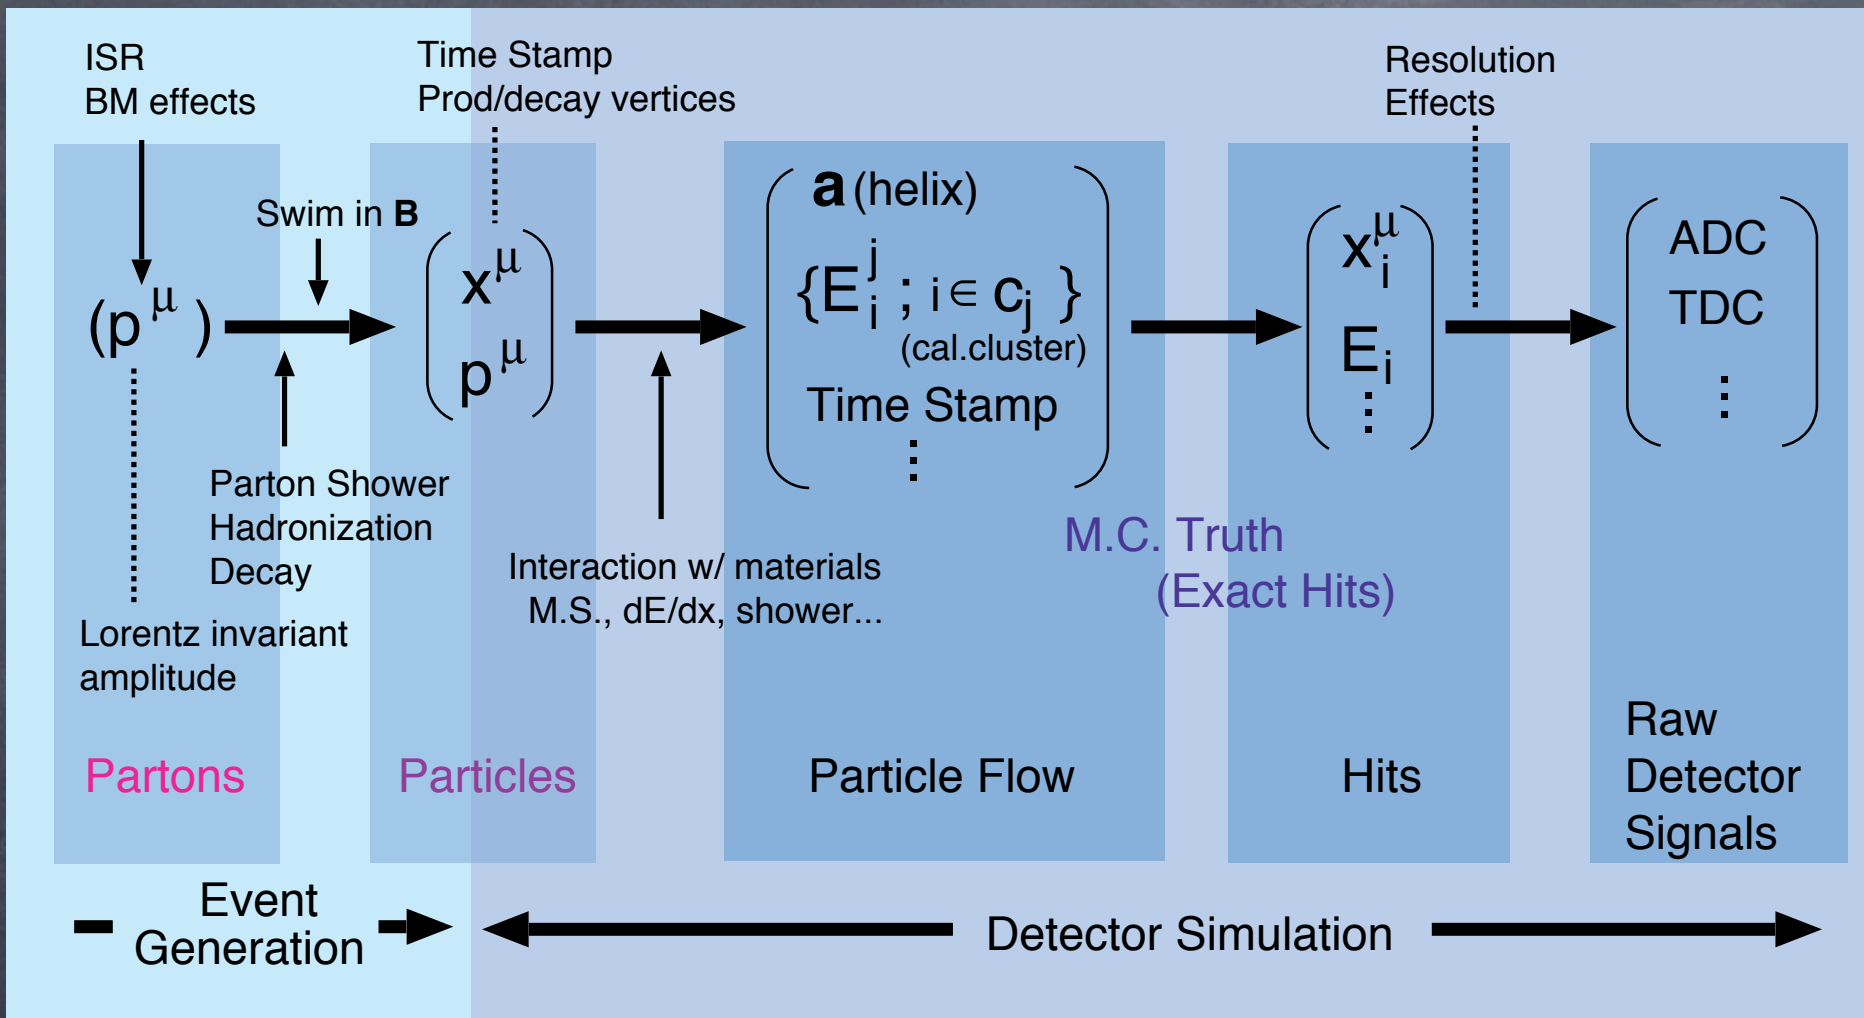 ISR
BM effects
Time Stamp
Prod/decay vertices
Resolution
Effects
Swim in B
(p^μ)
x^μ
p^μ
a (helix)
{E_i^j ; i ∈ c_j }
(cal.cluster)
Time Stamp
⋮
x_i^μ
E_i
⋮
ADC
TDC
⋮
Parton Shower
Hadronization
Decay
Interaction w/ materials
M.S., dE/dx, shower...
M.C. Truth
(Exact Hits)
Lorentz invariant
amplitude
Partons
Particles
Particle Flow
Hits
Raw
Detector
Signals
Event
Generation
Detector Simulation